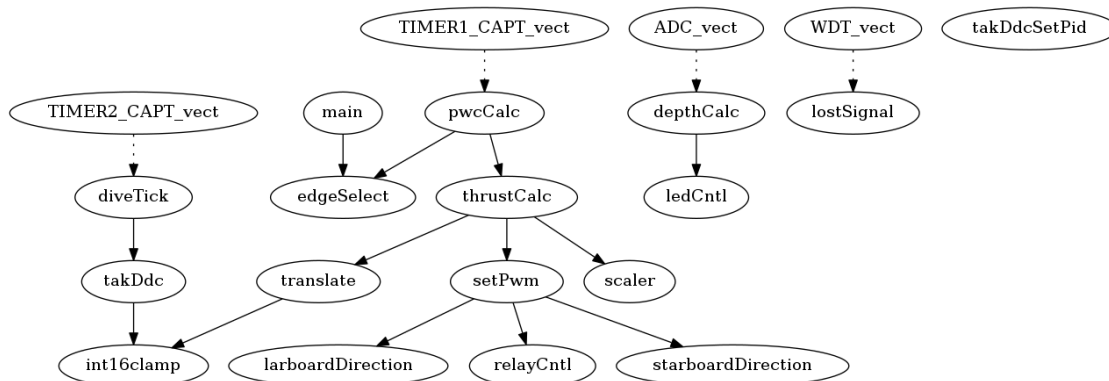 TIMER1_CAPT_vect
ADC_vect
WDT_vect
takDdcSetPid
TIMER2_CAPT_vect
main
pwcCalc
depthCalc
lostSignal
diveTick
edgeSelect
thrustCalc
ledCntl
takDdc
translate
setPwm
scaler
int16clamp
larboardDirection
relayCntl
starboardDirection